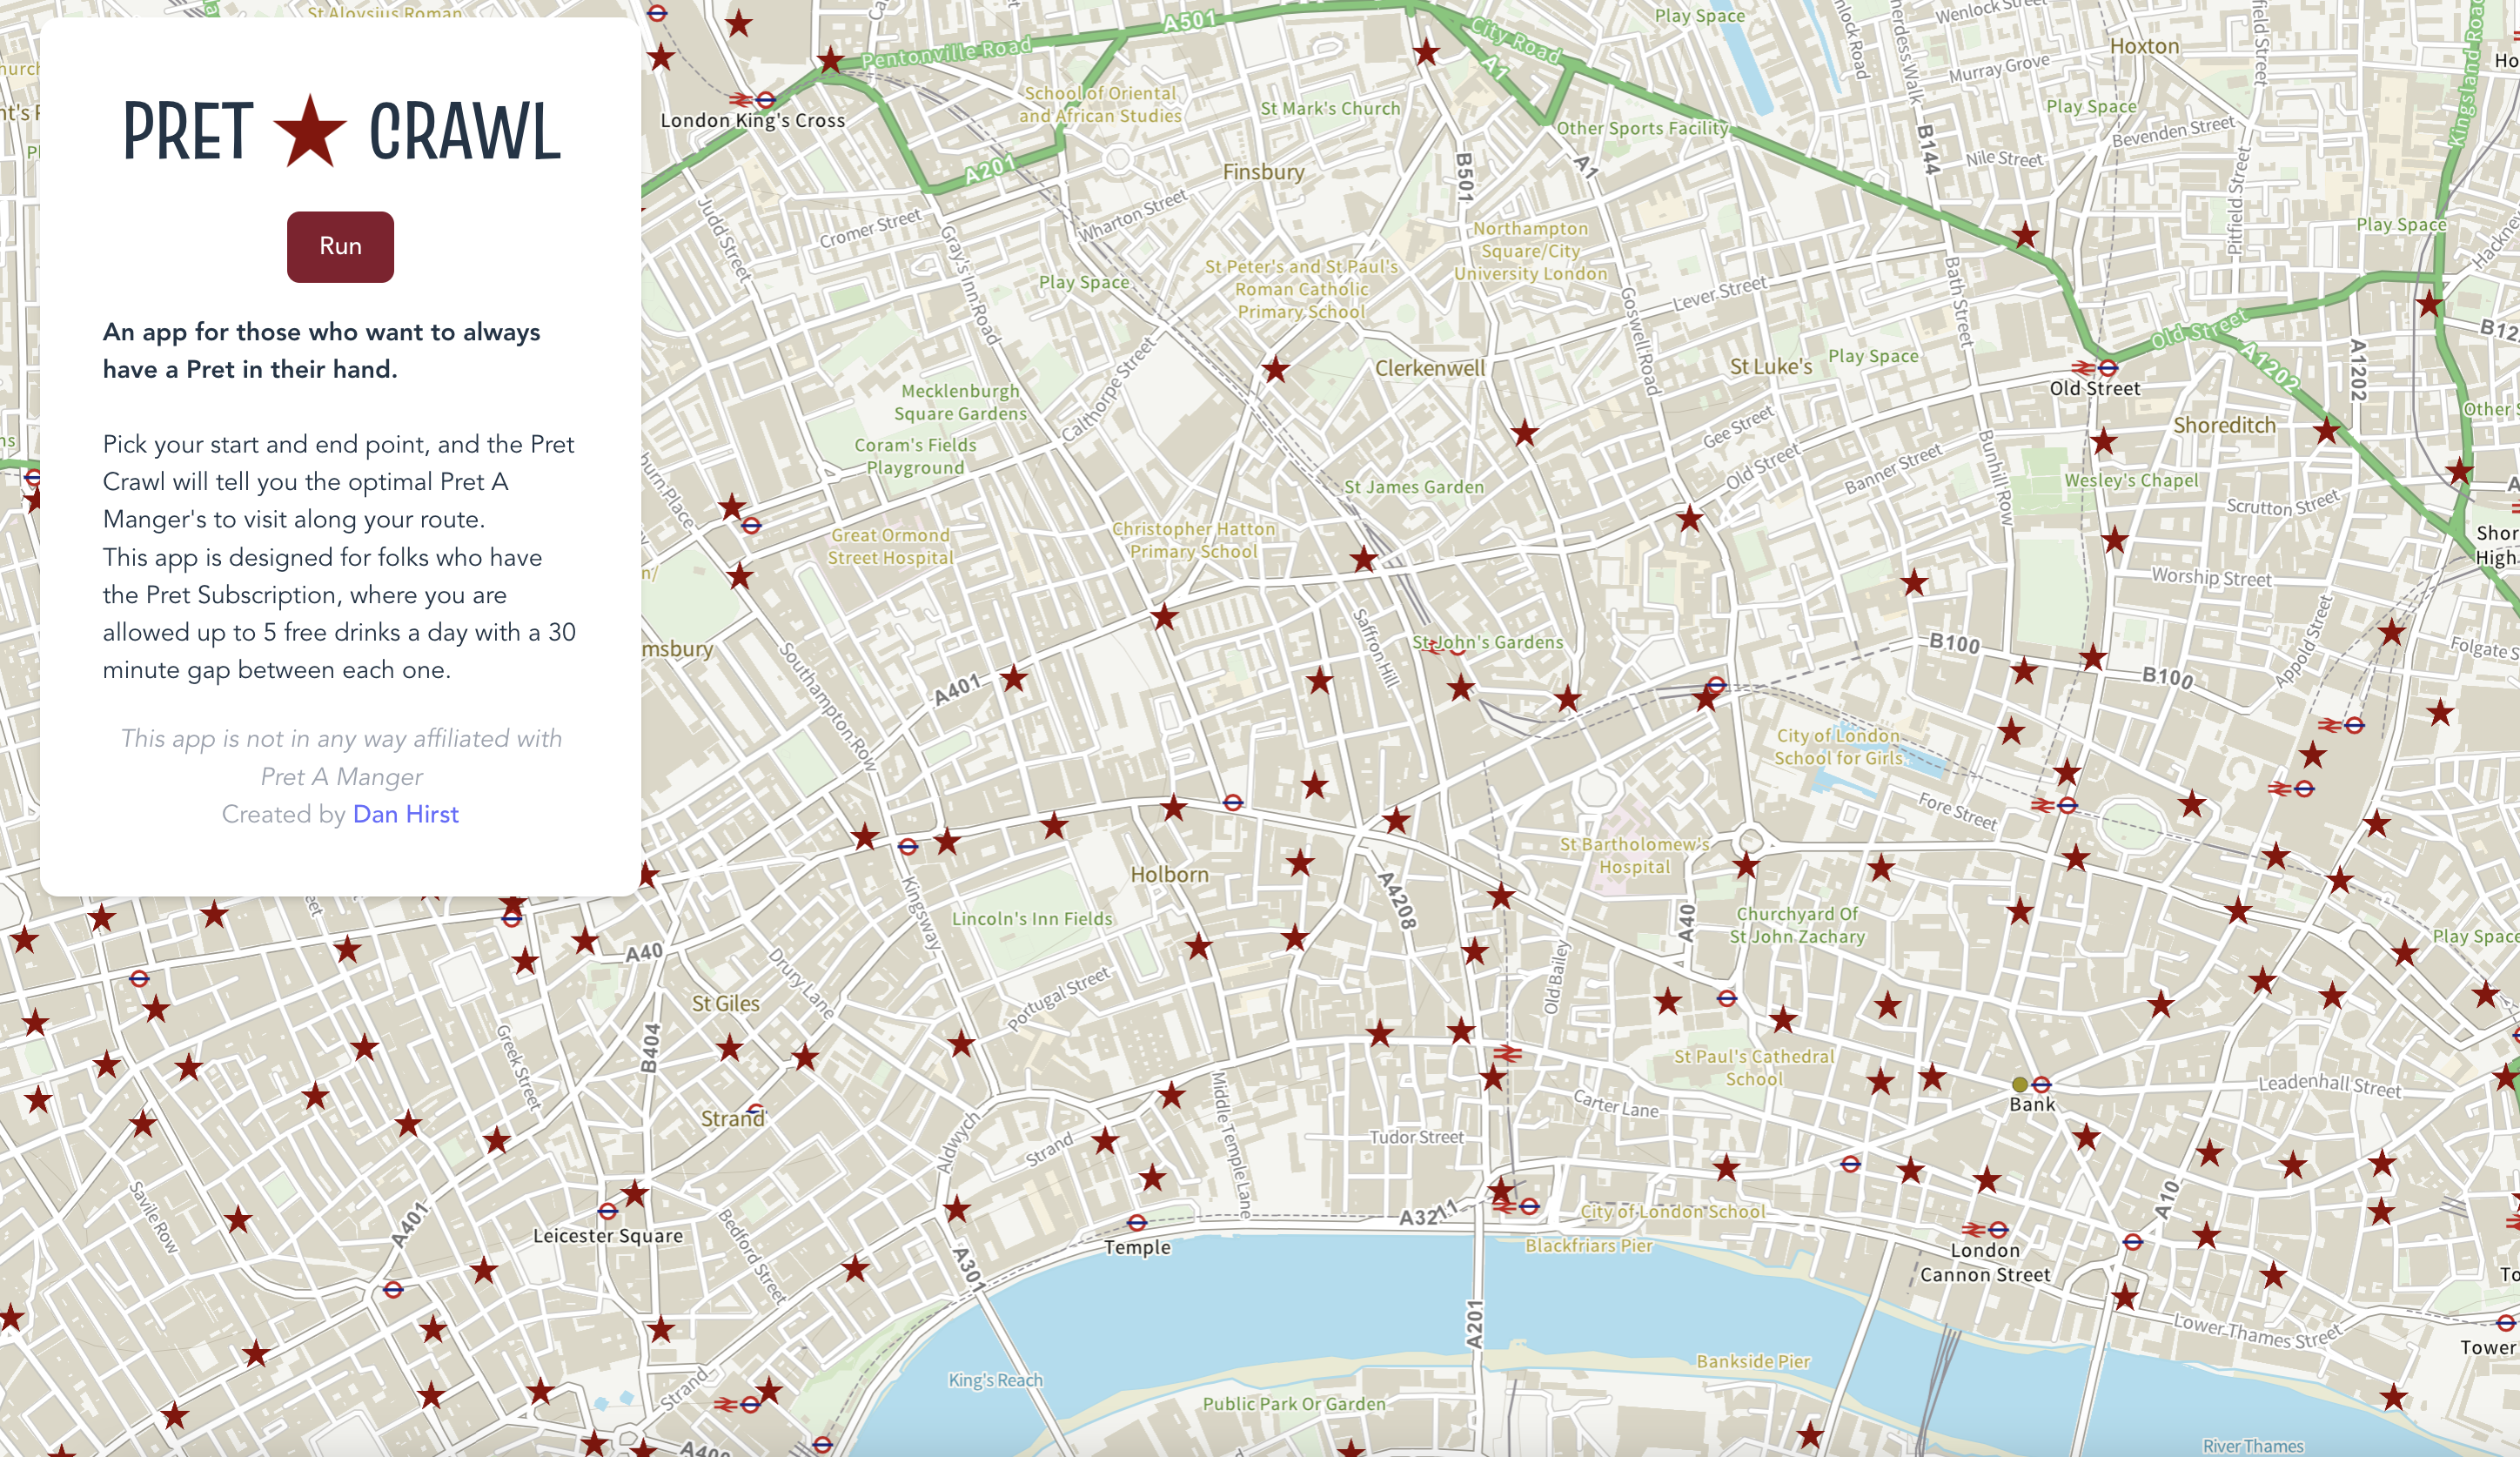 PRET ★ CRAWL
Run
An app for those who want to always
have a Pret in their hand.
Pick your start and end point, and the Pret
Crawl will tell you the optimal Pret A
Manger's to visit along your route.
This app is designed for folks who have
the Pret Subscription, where you are
allowed up to 5 free drinks a day with a 30
minute gap between each one.
This app is not in any way affiliated with
Pret A Manger
Created by Dan Hirst
St Aloysius Roman
A501
Pentonville Road
City Road
A1
Play Space
Wenlock Street
Hoxton
Murray Grove
Kingsland Road
London King's Cross
School of Oriental
and African Studies
St Mark's Church
Other Sports Facility
B144
Play Space
Bevenden Street
Nile Street
Pitfield Street
A201
Finsbury
B501
A1
Judd Street
Cromer Street
Wharton Street
Gray's Inn Road
Play Space
St Peter's and St Paul's
Roman Catholic
Primary School
Northampton
Square/City
University London
Goswell Road
Lever Street
Bath Street
Play Space
Old Street
A1202
A1202
Mecklenburgh
Square Gardens
Coram's Fields
Playground
Calthorpe Street
Clerkenwell
St Luke's
Play Space
Old Street
Shoreditch
Gee Street
Old Street
Banner Street
Bunhill Row
Wesley's Chapel
Scrutton Street
St James Garden
Great Ormond
Street Hospital
Christopher Hatton
Primary School
Worship Street
Saffron Hill
St John's Gardens
B100
B100
Appold Street
Southampton Row
A401
City of London
School for Girls
Fore Street
St Bartholomew's
Hospital
Holborn
A4208
Kingsway
Lincoln's Inn Fields
A40
Churchyard Of
St John Zachary
Play Space
A40
Drury Lane
Portugal Street
Old Bailey
St Giles
Greek Street
B404
St Paul's Cathedral
School
Leadenhall Street
Bank
Strand
Middle Temple Lane
Carter Lane
Tudor Street
Aldwych
Strand
Savile Row
A401
Bedford Street
Leicester Square
A301
Temple
A3211
City of London School
Blackfriars Pier
A10
London
Cannon Street
A201
Lower Thames Street
Tower
King's Reach
Bankside Pier
Strand
Public Park Or Garden
A400
River Thames